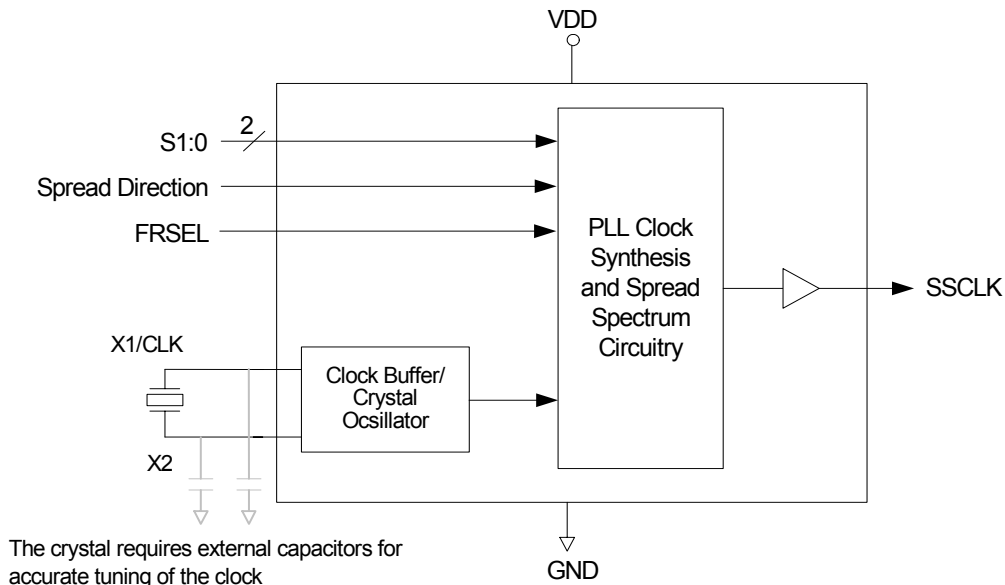 VDD
2
S1:0
Spread Direction
FRSEL
PLL Clock
Synthesis
and Spread
Spectrum
Circuitry
SSCLK
X1/CLK
Clock Buffer/
Crystal
Ocsillator
X2
The crystal requires external capacitors for
accurate tuning of the clock
GND